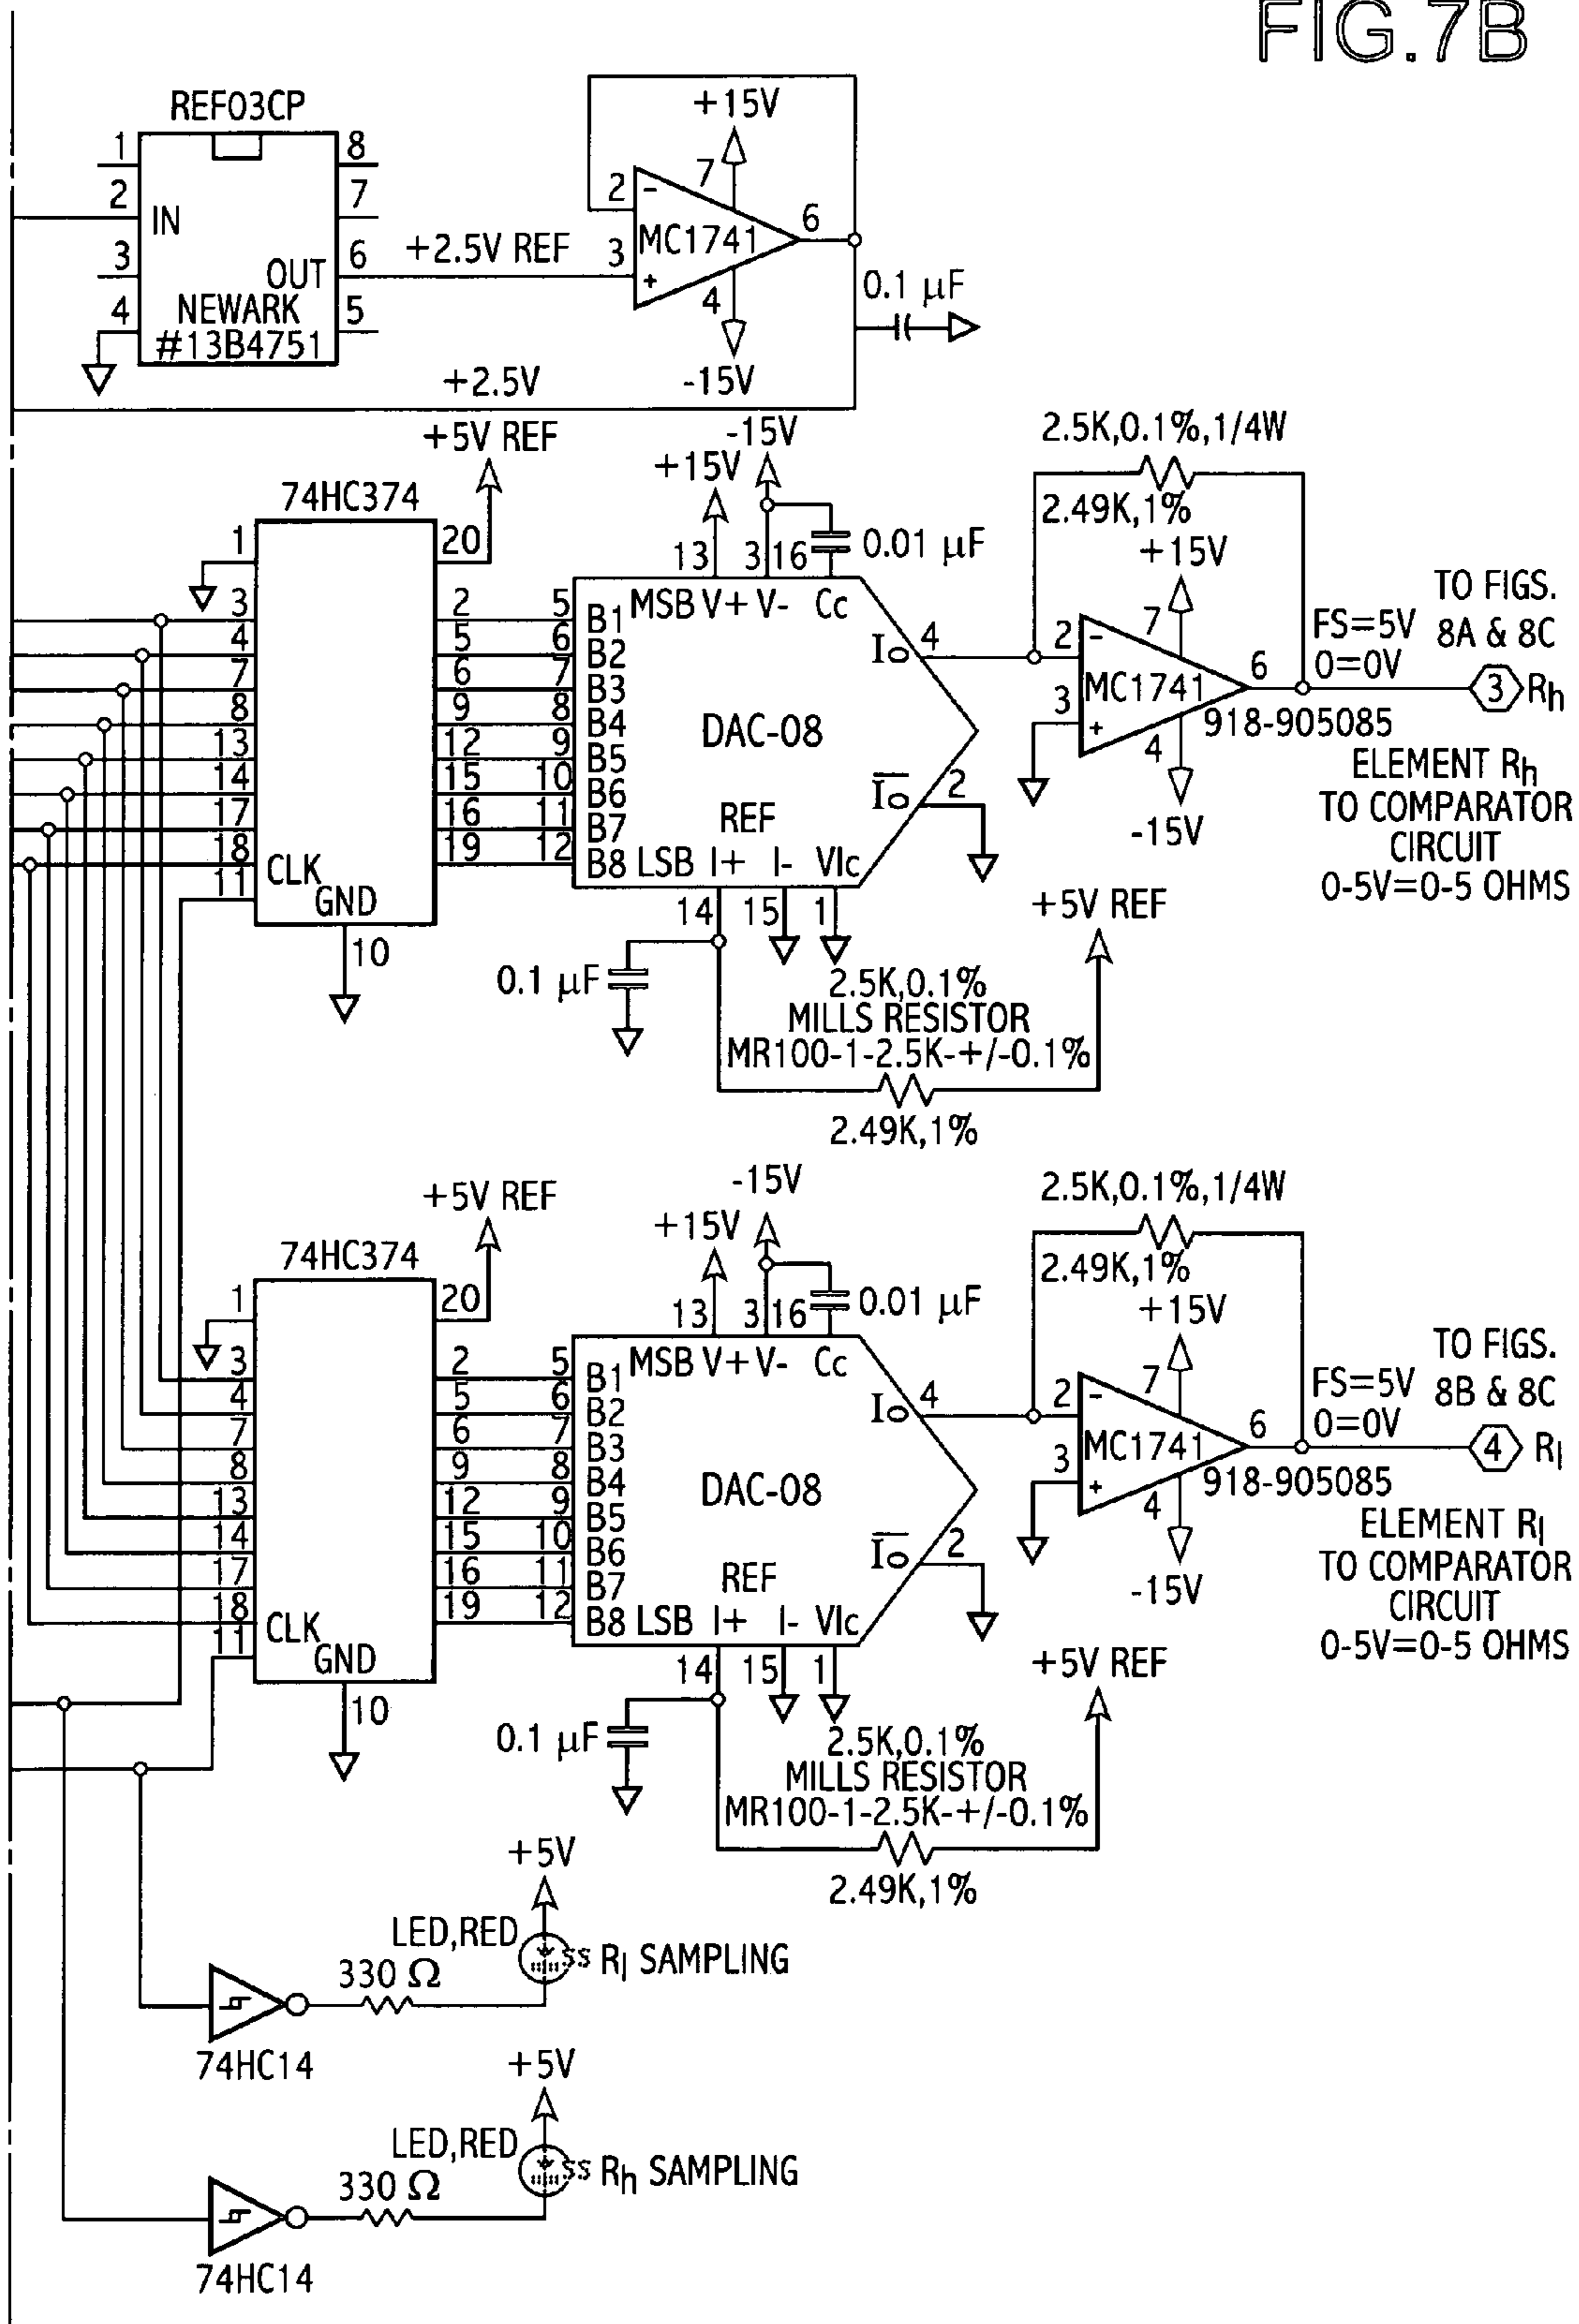 FIG.7B
REF03CP
1
8
2
7
IN
3
6
OUT
4
5
NEWARK
#13B4751
+2.5V REF
+15V
2
-
7
MC1741
6
3
+
4
-15V
0.1 µF
+2.5V
+5V REF
74HC374
1
20
3
2
4
5
7
6
8
9
13
12
14
15
17
16
18
19
11
CLK
GND
10
-15V
+15V
13
3
16
0.01 µF
MSB V+ V- Cc
5
B1
6
B2
7
B3
8
B4
9
B5
10
B6
11
B7
12
B8 LSB I+ I- Vlc
Io
4
DAC-08
Io
2
REF
14
15
1
0.1 µF
2.5K,0.1%
MILLS RESISTOR
MR100-1-2.5K-+/-0.1%
2.49K,1%
+5V REF
2.5K,0.1%,1/4W
2.49K,1%
+15V
2
-
7
MC1741
6
3
+
4
-15V
918-905085
FS=5V
0=0V
TO FIGS.
8A & 8C
3
Rh
ELEMENT Rh
TO COMPARATOR
CIRCUIT
0-5V=0-5 OHMS
+5V REF
74HC374
1
20
3
2
4
5
7
6
8
9
13
12
14
15
17
16
18
19
11
CLK
GND
10
-15V
+15V
13
3
16
0.01 µF
MSB V+ V- Cc
5
B1
6
B2
7
B3
8
B4
9
B5
10
B6
11
B7
12
B8 LSB I+ I- Vlc
Io
4
DAC-08
Io
2
REF
14
15
1
0.1 µF
2.5K,0.1%
MILLS RESISTOR
MR100-1-2.5K-+/-0.1%
2.49K,1%
+5V REF
2.5K,0.1%,1/4W
2.49K,1%
+15V
2
-
7
MC1741
6
3
+
4
-15V
918-905085
FS=5V
0=0V
TO FIGS.
8B & 8C
4
Rl
ELEMENT Rl
TO COMPARATOR
CIRCUIT
0-5V=0-5 OHMS
+5V
LED,RED
330 Ω
SS Rl SAMPLING
74HC14
+5V
LED,RED
330 Ω
SS Rh SAMPLING
74HC14